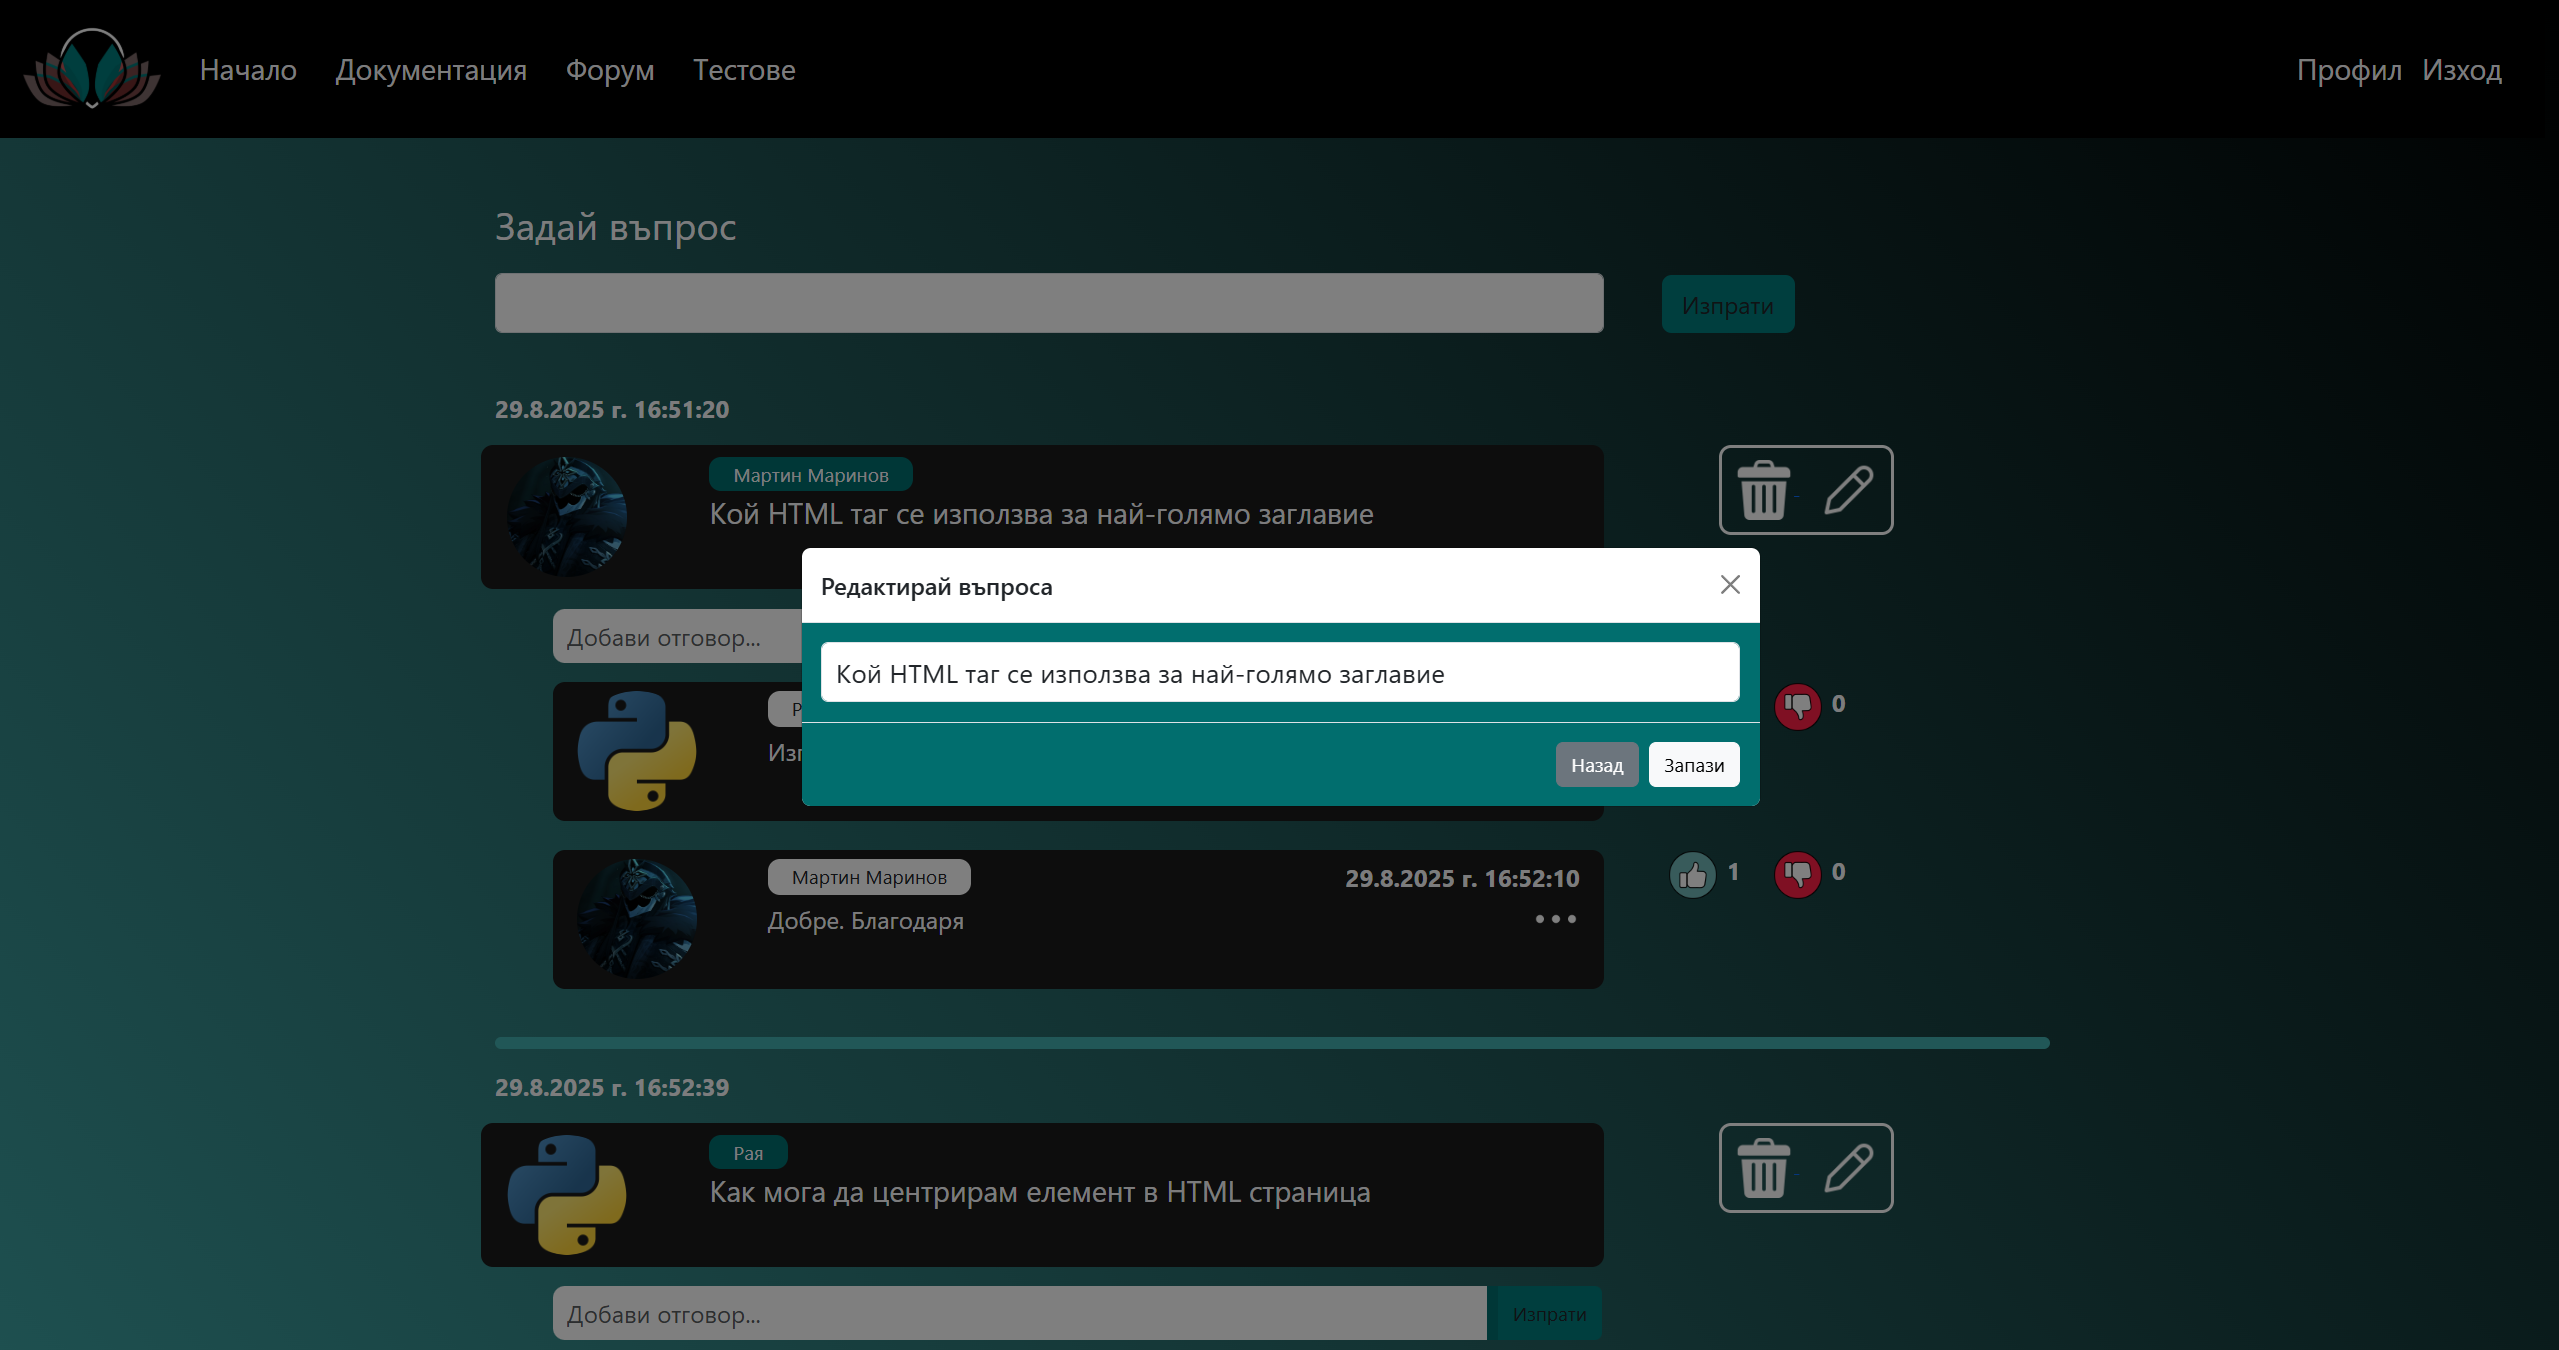 Начало Документация Форум Тестове Профил Изход
Задай въпрос
Изпрати
29.8.2025 г. 16:51:20
Мартин Маринов
Кой HTML таг се използва за най-голямо заглавие
Редактирай въпроса
Кой HTML таг се използва за най-голямо заглавие
Назад Запази
Добави отговор...
0
Мартин Маринов
29.8.2025 г. 16:52:10
Добре. Благодаря
1 0
29.8.2025 г. 16:52:39
Рая
Как мога да центрирам елемент в HTML страница
Добави отговор...
Изпрати